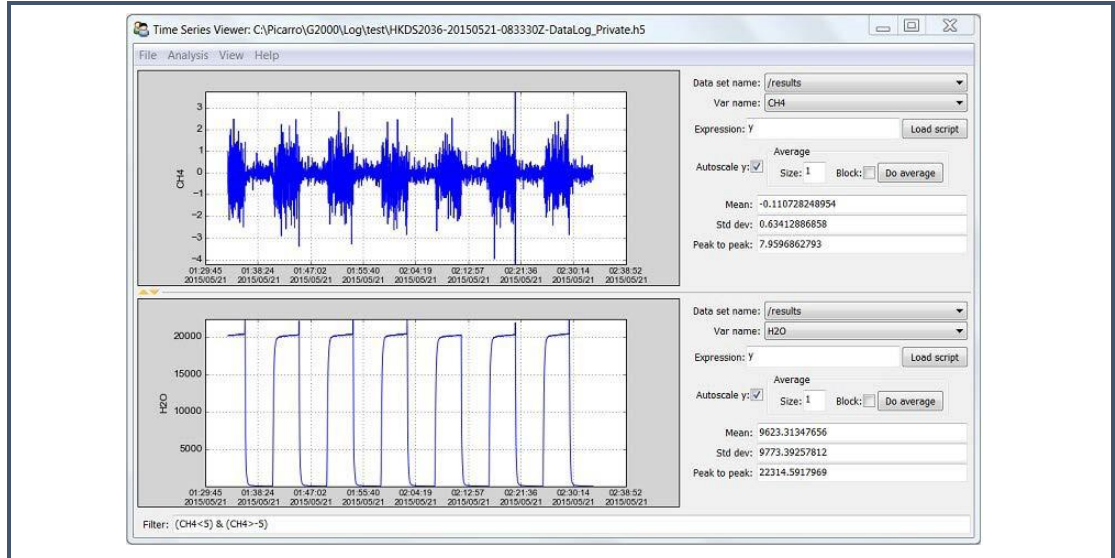 Time Series Viewer: C:\Picarro\G2000\Log\test\HKDS2036-20150521-083330Z-DataLog_Private.h5
File Analysis View Help
3
2
1
0
−1
−2
−3
−4
CH4
01:29:45 01:38:24 01:47:02 01:55:40 02:04:19 02:12:57 02:21:36 02:30:14 02:38:52
2015/05/21 2015/05/21 2015/05/21 2015/05/21 2015/05/21 2015/05/21 2015/05/21 2015/05/21 2015/05/21
Data set name: /results
Var name: CH4
Expression: y Load script
Average
Autoscale y: Size: 1 Block: Do average
Mean: -0.110728248954
Std dev: 0.63412886858
Peak to peak: 7.9596862793
20000
15000
10000
5000
H2O
01:29:45 01:38:24 01:47:02 01:55:40 02:04:19 02:12:57 02:21:36 02:30:14 02:38:52
2015/05/21 2015/05/21 2015/05/21 2015/05/21 2015/05/21 2015/05/21 2015/05/21 2015/05/21 2015/05/21
Data set name: /results
Var name: H2O
Expression: y Load script
Average
Autoscale y: Size: 1 Block: Do average
Mean: 9623.31347656
Std dev: 9773.39257812
Peak to peak: 22314.5917969
Filter: (CH4<5) & (CH4>-5)